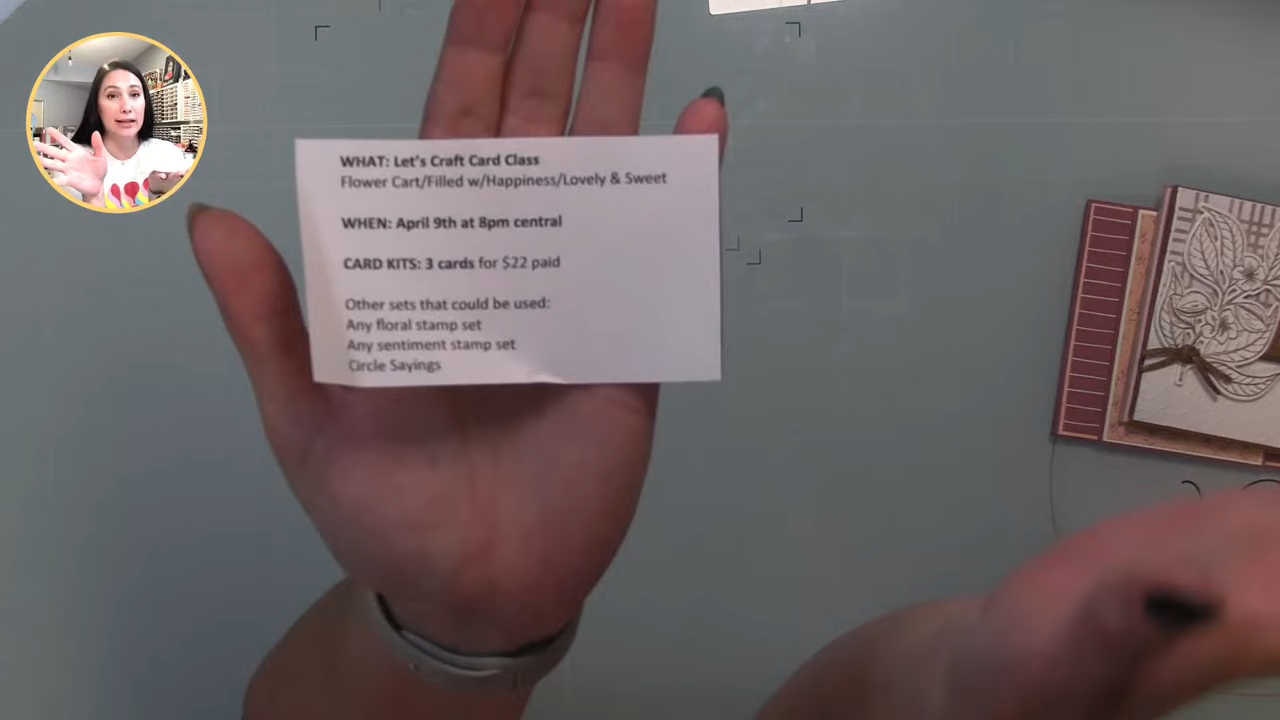 WHAT: Let's Craft Card Class
Flower Cart/Filled w/Happiness/Lovely & Sweet
WHEN: April 9th at 8pm central
CARD KITS: 3 cards for $22 paid
Other sets that could be used:
Any floral stamp set
Any sentiment stamp set
Circle Sayings